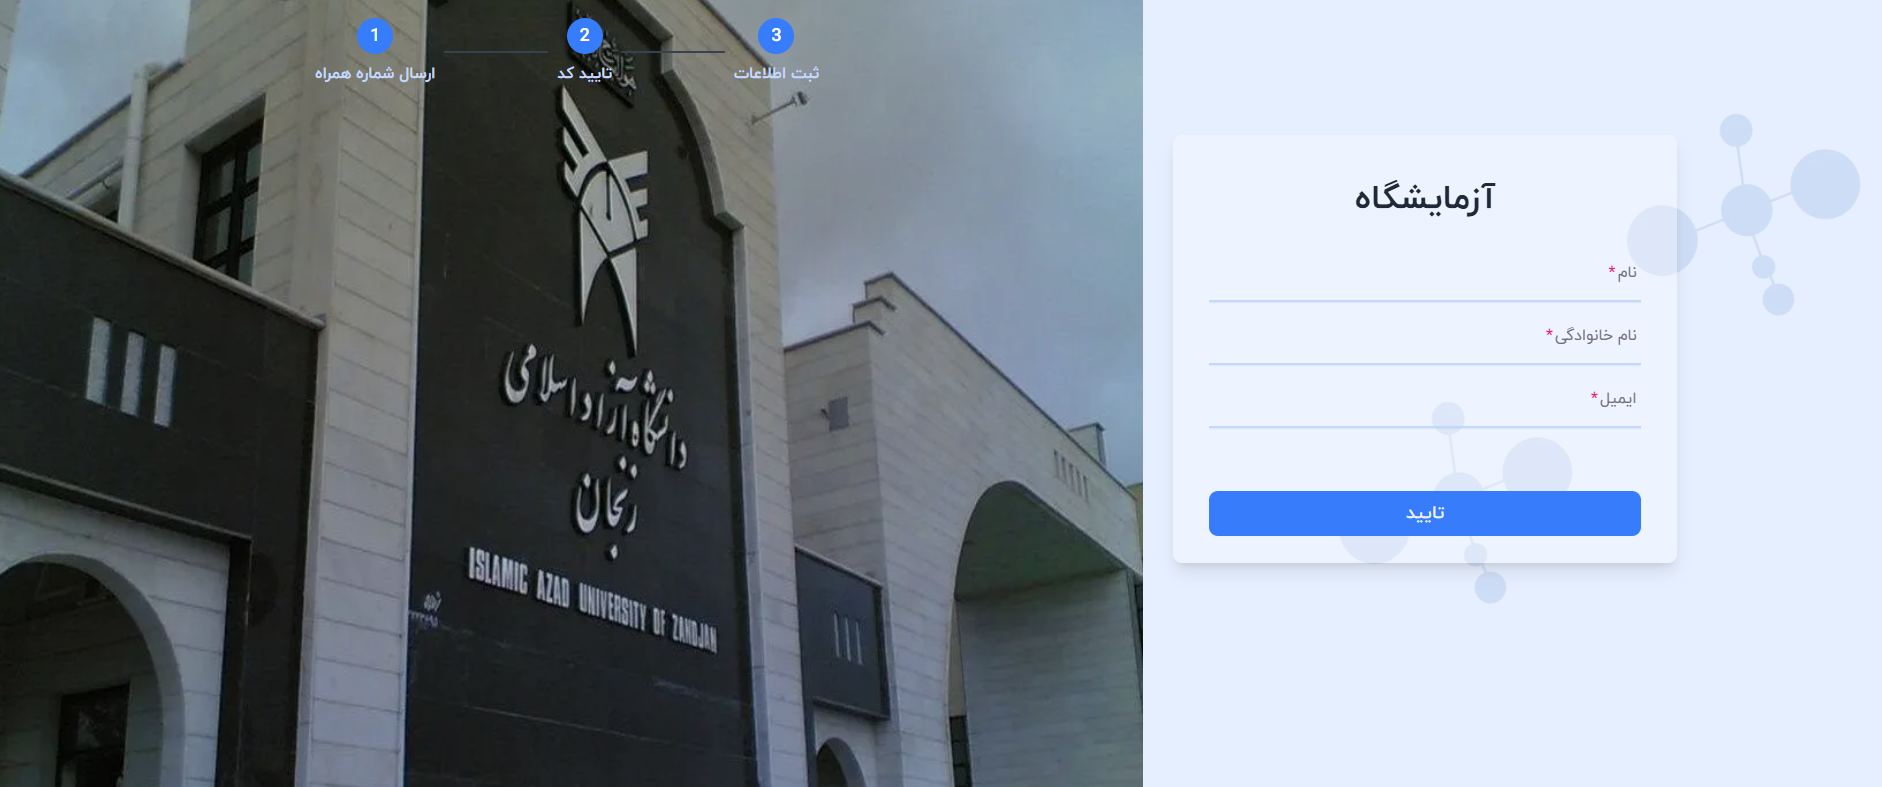 1
ارسال شماره همراه
2
تایید کد
3
ثبت اطلاعات
دانشگاه آزاد اسلامی
زنجان
ISLAMIC AZAD UNIVERSITY OF ZANDJAN
آزمایشگاه
نام*
نام خانوادگی*
ایمیل*
تایید